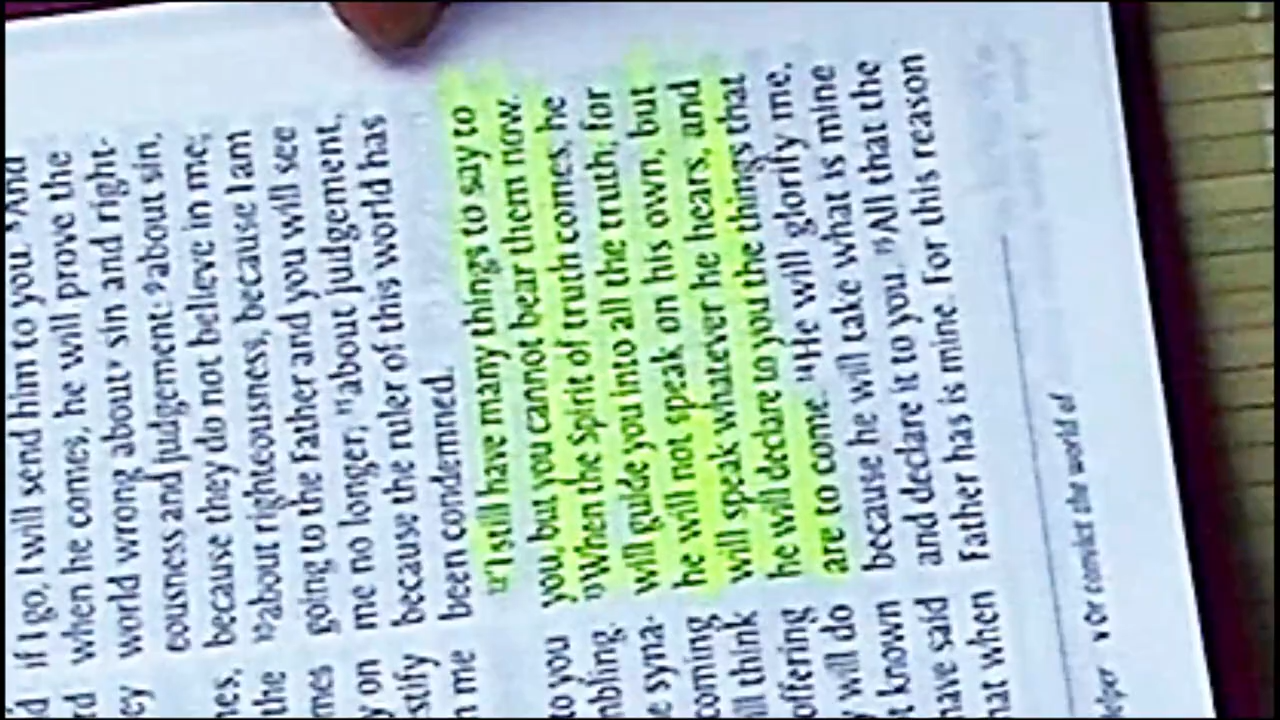 if I go, I will send him to you. ⁸And
when he comes, he will prove the
world wrong aboutᵛ sin and right-
eousness and judgement: ⁹about sin,
because they do not believe in me;
¹⁰about righteousness, because I am
going to the Father and you will see
me no longer; ¹¹about judgement,
because the ruler of this world has
been condemned.
¹²“I still have many things to say to
you, but you cannot bear them now.
¹³When the Spirit of truth comes, he
will guide you into all the truth; for
he will not speak on his own, but
will speak whatever he hears, and
he will declare to you the things that
are to come. ¹⁴He will glorify me,
because he will take what is mine
and declare it to you. ¹⁵All that the
Father has is mine. For this reason
the
on
me
to you
coming
think
offering
will do
known
have said
when
v Or convict the world of